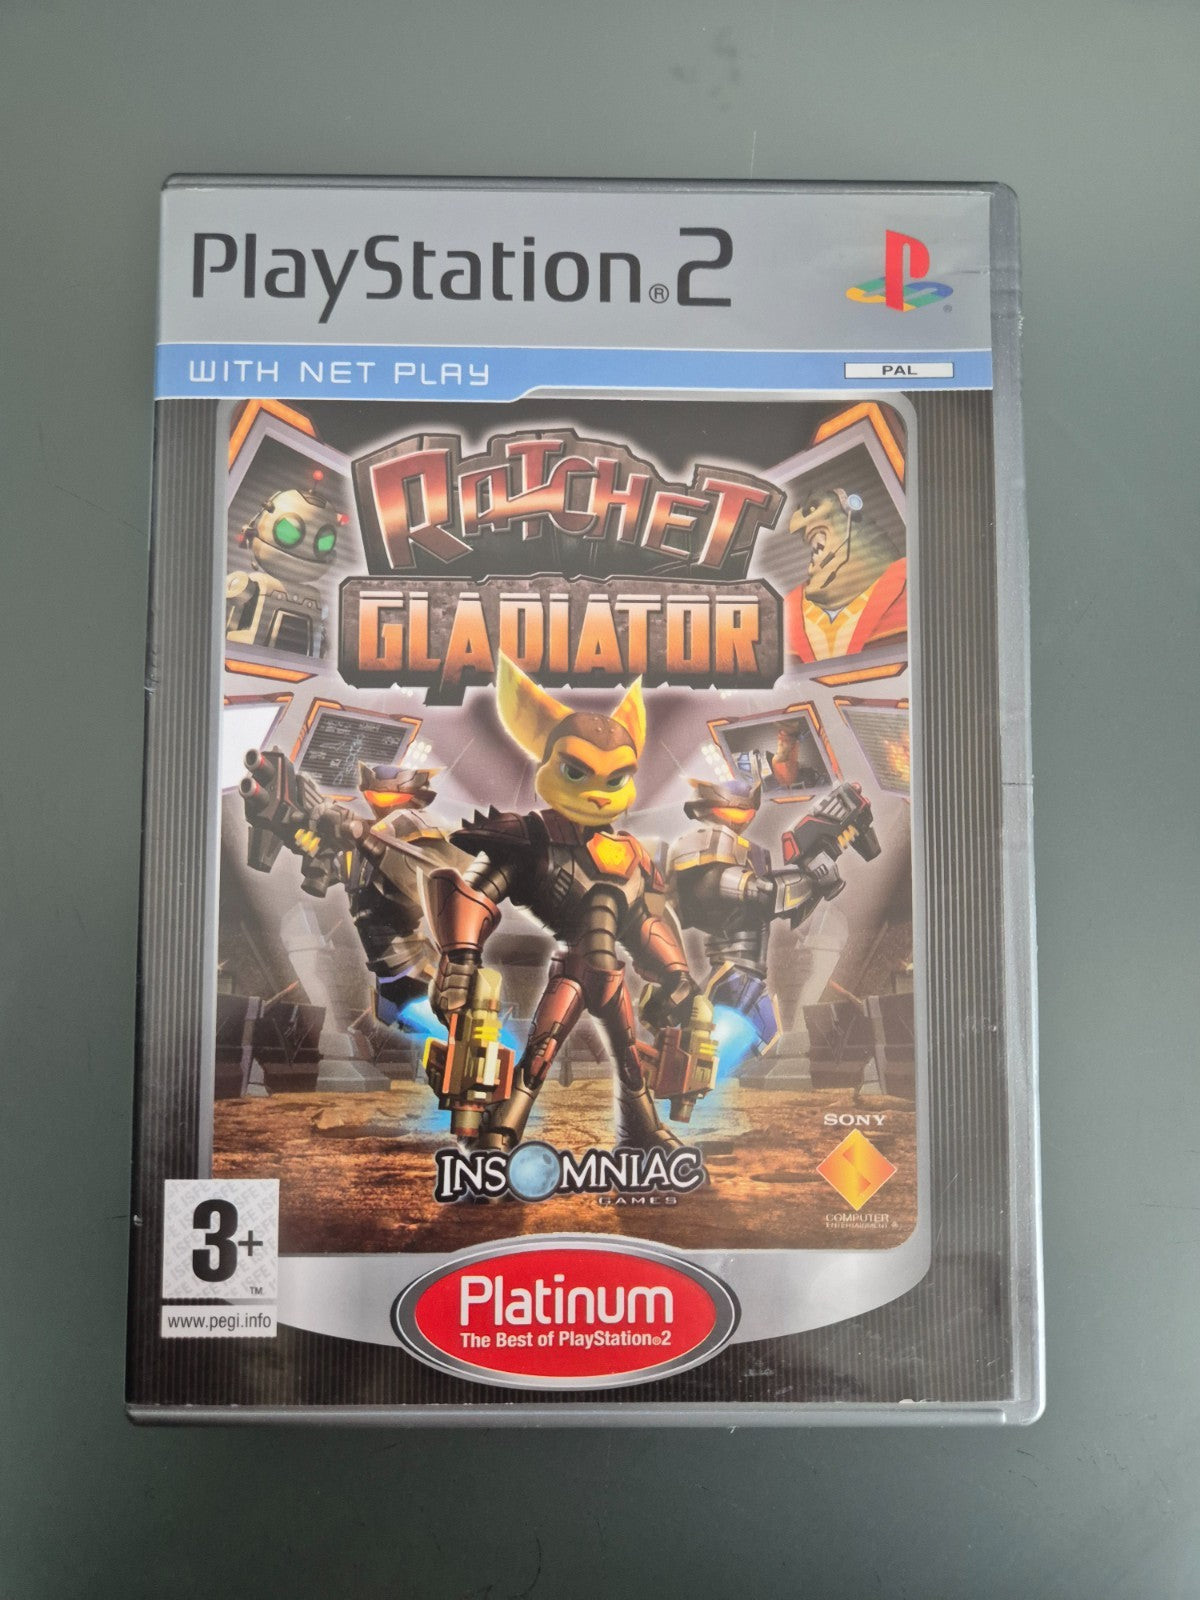 PlayStation®2
WITH NET PLAY
PAL
RATCHET
GLADIATOR
INSOMNIAC
GAMES
SONY
COMPUTER
ENTERTAINMENT®
3+
™
www.pegi.info
Platinum
The Best of PlayStation®2